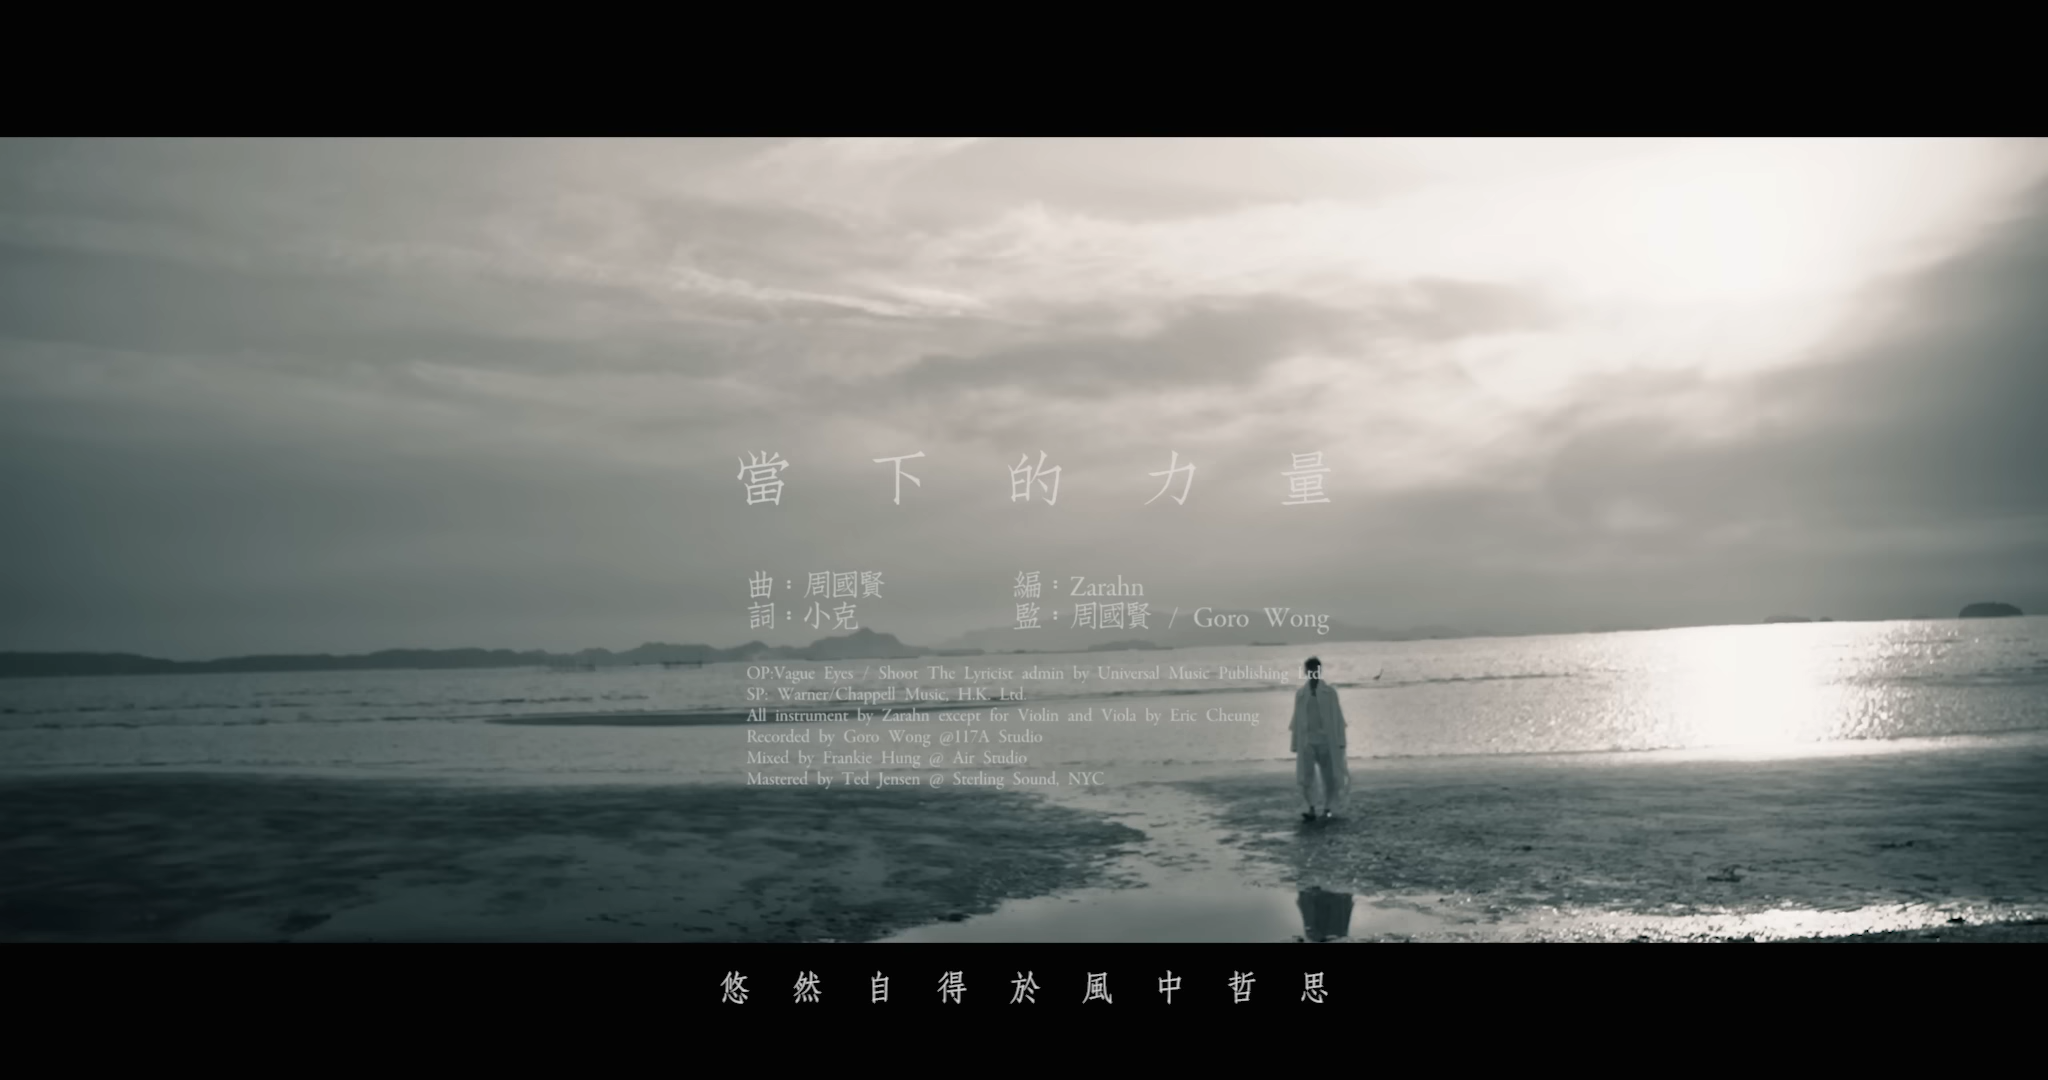 當下的力量
曲：周國賢
編：Zarahn
詞：小克
監：周國賢 / Goro Wong
OP:Vague Eyes / Shoot The Lyricist admin by Universal Music Publishing Ltd.
SP: Warner/Chappell Music, H.K. Ltd.
All instrument by Zarahn except for Violin and Viola by Eric Cheung
Recorded by Goro Wong @117A Studio
Mixed by Frankie Hung @ Air Studio
Mastered by Ted Jensen @ Sterling Sound, NYC
悠然自得於風中哲思